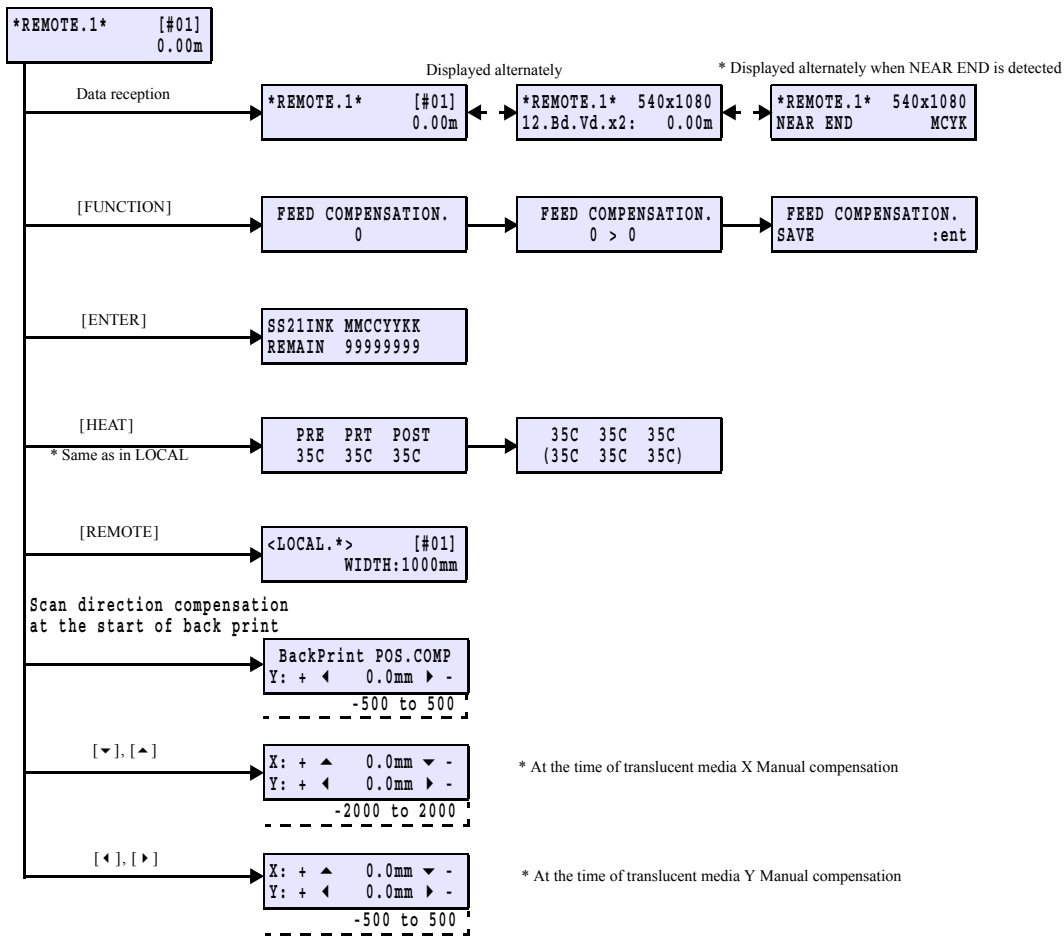 *REMOTE.1* [#01]
0.00m
Data reception
Displayed alternately
* Displayed alternately when NEAR END is detected
*REMOTE.1* [#01]
0.00m
*REMOTE.1* 540x1080
12.Bd.Vd.x2: 0.00m
*REMOTE.1* 540x1080
NEAR END MCYK
[FUNCTION]
FEED COMPENSATION.
0
FEED COMPENSATION.
0 > 0
FEED COMPENSATION.
SAVE :ent
[ENTER]
SS21INK MMCCYYKK
REMAIN 99999999
[HEAT]
* Same as in LOCAL
PRE PRT POST
35C 35C 35C
35C 35C 35C
(35C 35C 35C)
[REMOTE]
<LOCAL.*> [#01]
WIDTH:1000mm
Scan direction compensation
at the start of back print
BackPrint POS.COMP
Y: + ◀ 0.0mm ▶ -
-500 to 500
[▼], [▲]
X: + ▲ 0.0mm ▼ -
Y: + ◀ 0.0mm ▶ -
-2000 to 2000
* At the time of translucent media X Manual compensation
[◀], [▶]
X: + ▲ 0.0mm ▼ -
Y: + ◀ 0.0mm ▶ -
-500 to 500
* At the time of translucent media Y Manual compensation